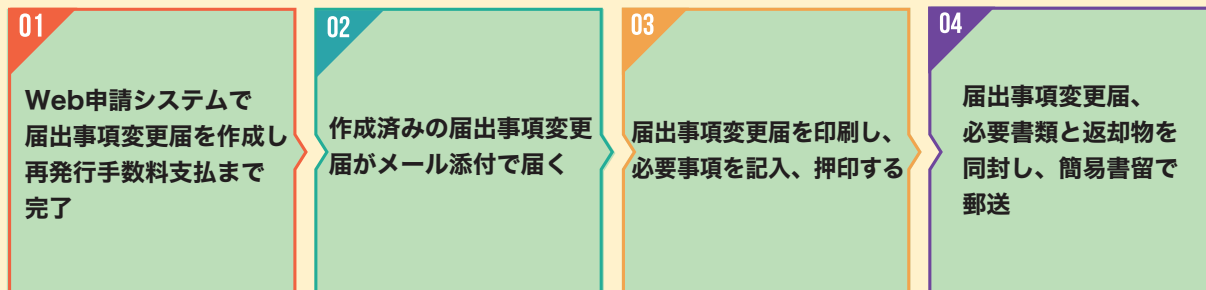 01
Web申請システムで
届出事項変更届を作成し
再発行手数料支払まで
完了
02
作成済みの届出事項変更
届がメール添付で届く
03
届出事項変更届を印刷し、
必要事項を記入、押印する
04
届出事項変更届、
必要書類と返却物を
同封し、簡易書留で
郵送